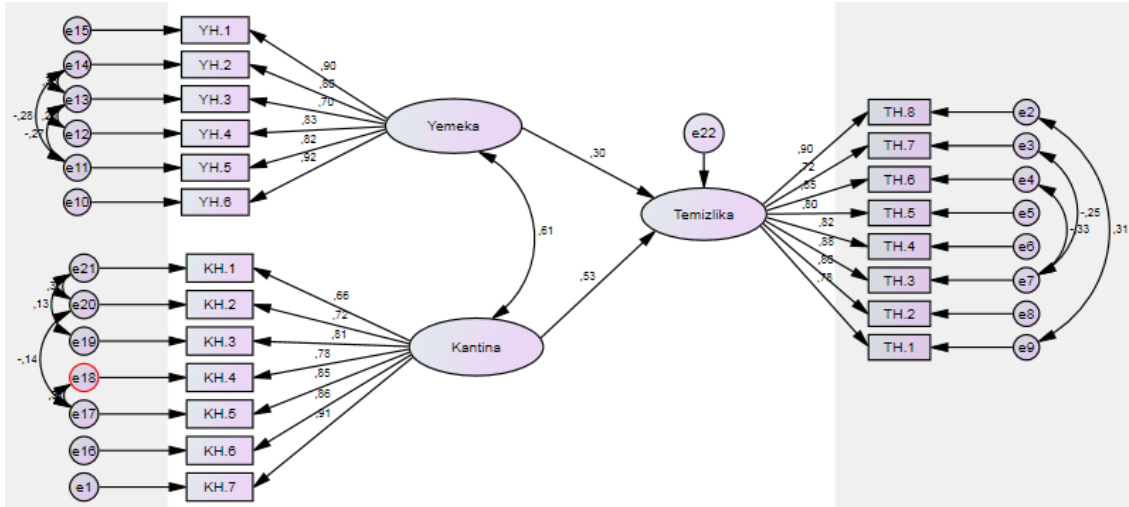 e15 YH.1
e14 YH.2
e13 YH.3
e12 YH.4
e11 YH.5
e10 YH.6
-,28
-,27
,90
,70
,83
,82
,92
Yemeka
,30
e22
Temizlika
,61
,53
e21 KH.1
e20 KH.2
e19 KH.3
e18 KH.4
e17 KH.5
e16 KH.6
e1 KH.7
,13
-,14
,66
,72
,81
,78
,85
,86
,91
Kantina
,90
,72
,85
,80
,82
,88
,78
TH.8 e2
TH.7 e3
TH.6 e4
TH.5 e5
TH.4 e6
TH.3 e7
TH.2 e8
TH.1 e9
-,25
-,33
,31